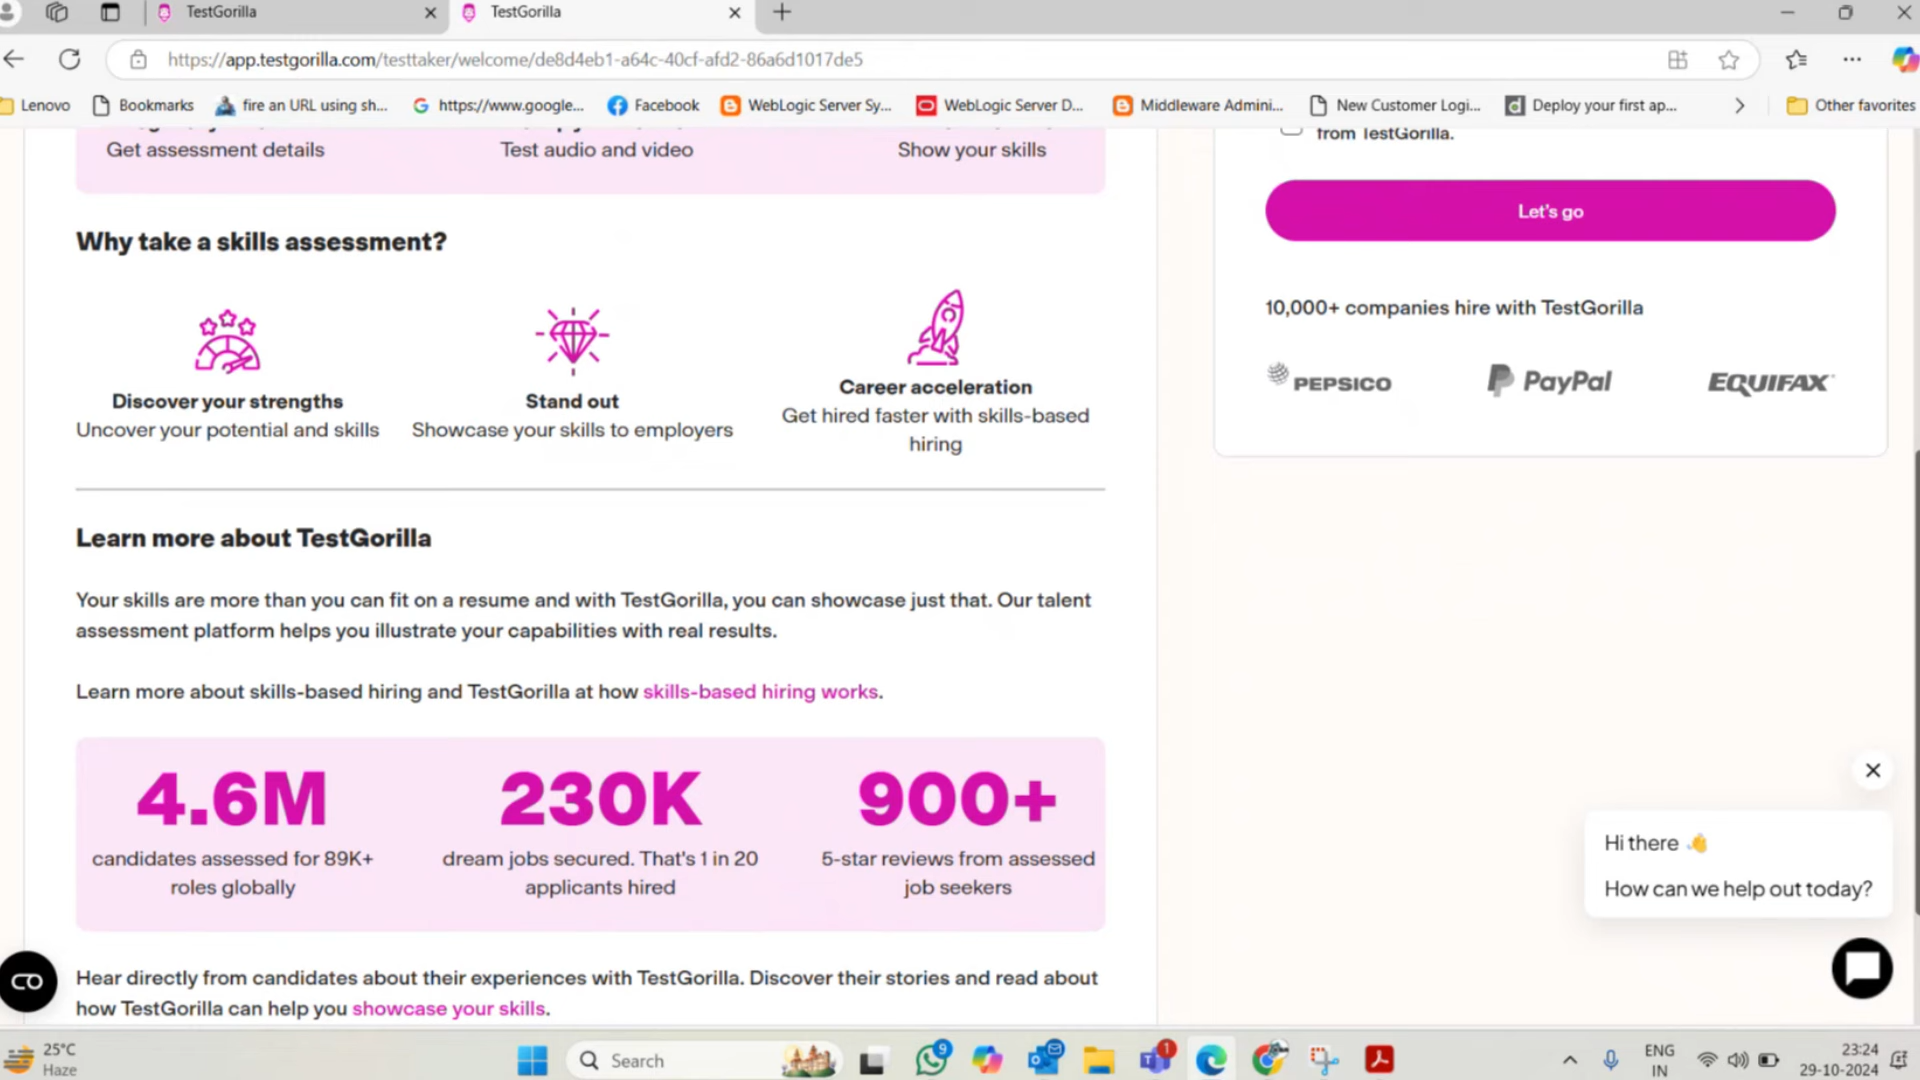 TestGorilla
TestGorilla
https://app.testgorilla.com/testtaker/welcome/de8d4eb1-a64c-40cf-afd2-86a6d1017de5
Lenovo
Bookmarks
fire an URL using sh...
https://www.google...
Facebook
WebLogic Server Sy...
WebLogic Server D...
Middleware Admini...
New Customer Logi...
Deploy your first ap...
Other favorites
Get assessment details
Test audio and video
Show your skills
from TestGorilla.
Let's go
10,000+ companies hire with TestGorilla
PEPSICO
PayPal
EQUIFAX
Why take a skills assessment?
Discover your strengths
Uncover your potential and skills
Stand out
Showcase your skills to employers
Career acceleration
Get hired faster with skills-based
hiring
Learn more about TestGorilla
Your skills are more than you can fit on a resume and with TestGorilla, you can showcase just that. Our talent
assessment platform helps you illustrate your capabilities with real results.
Learn more about skills-based hiring and TestGorilla at how skills-based hiring works.
4.6M
candidates assessed for 89K+
roles globally
230K
dream jobs secured. That's 1 in 20
applicants hired
900+
5-star reviews from assessed
job seekers
Hi there 👋
How can we help out today?
Hear directly from candidates about their experiences with TestGorilla. Discover their stories and read about
how TestGorilla can help you showcase your skills.
25°C
Haze
Search
9
1
ENG
IN
23:24
29-10-2024